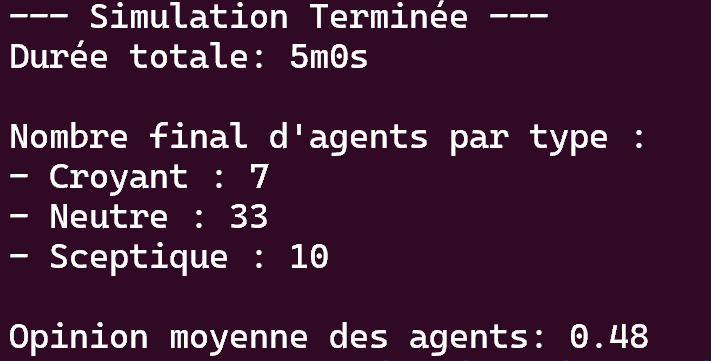 --- Simulation Terminée ---
Durée totale: 5m0s
Nombre final d'agents par type :
- Croyant : 7
- Neutre : 33
- Sceptique : 10
Opinion moyenne des agents: 0.48